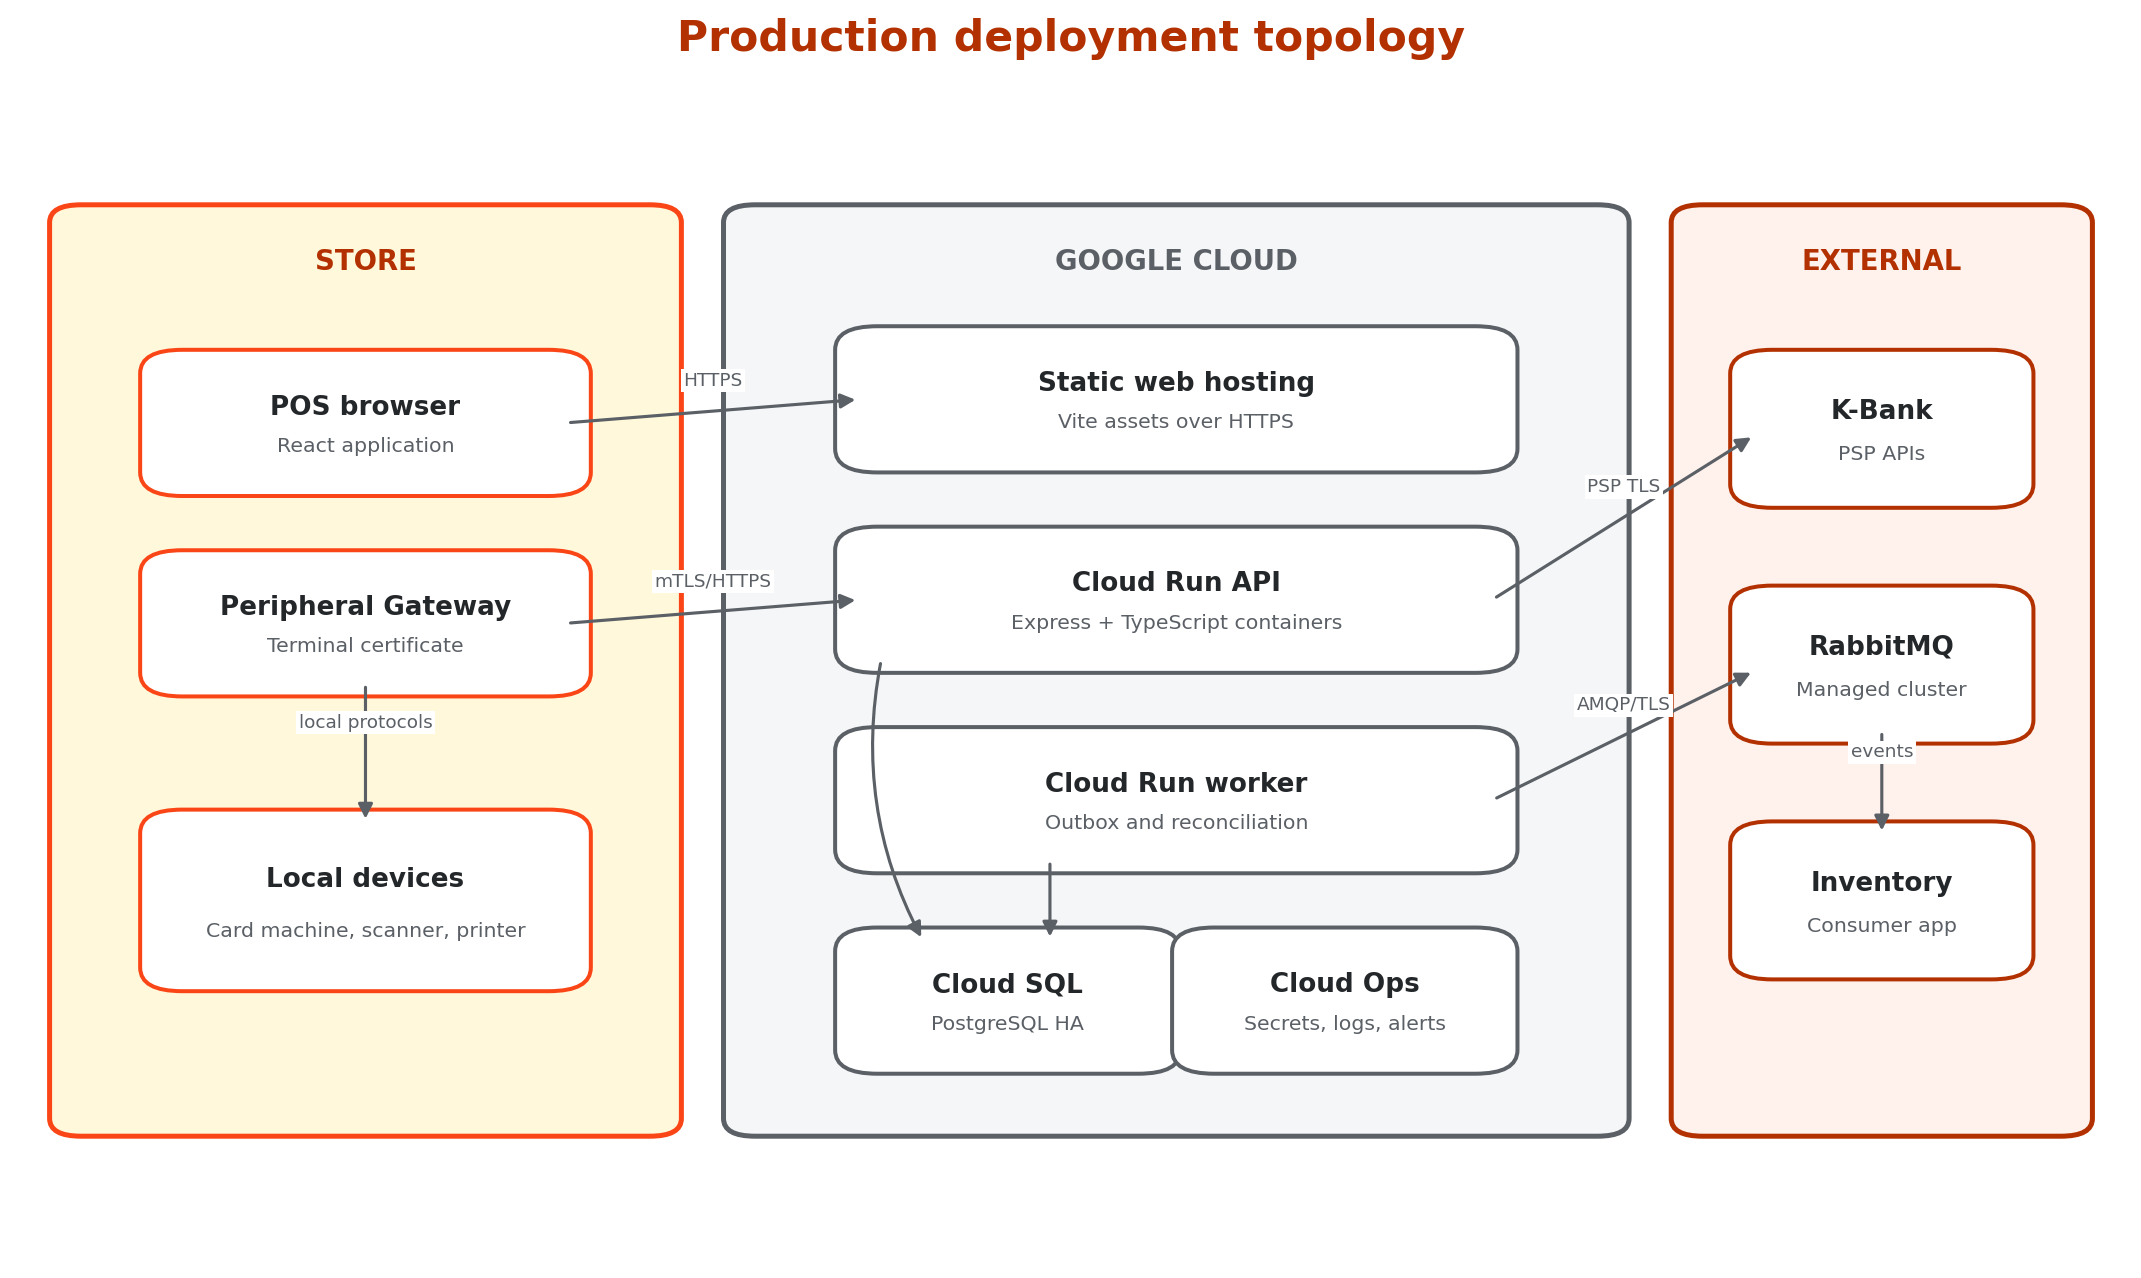 Production deployment topology
STORE
POS browser
React application
Peripheral Gateway
Terminal certificate
local protocols
Local devices
Card machine, scanner, printer
HTTPS
mTLS/HTTPS
GOOGLE CLOUD
Static web hosting
Vite assets over HTTPS
Cloud Run API
Express + TypeScript containers
Cloud Run worker
Outbox and reconciliation
Cloud SQL
PostgreSQL HA
Cloud Ops
Secrets, logs, alerts
PSP TLS
AMQP/TLS
EXTERNAL
K-Bank
PSP APIs
RabbitMQ
Managed cluster
events
Inventory
Consumer app